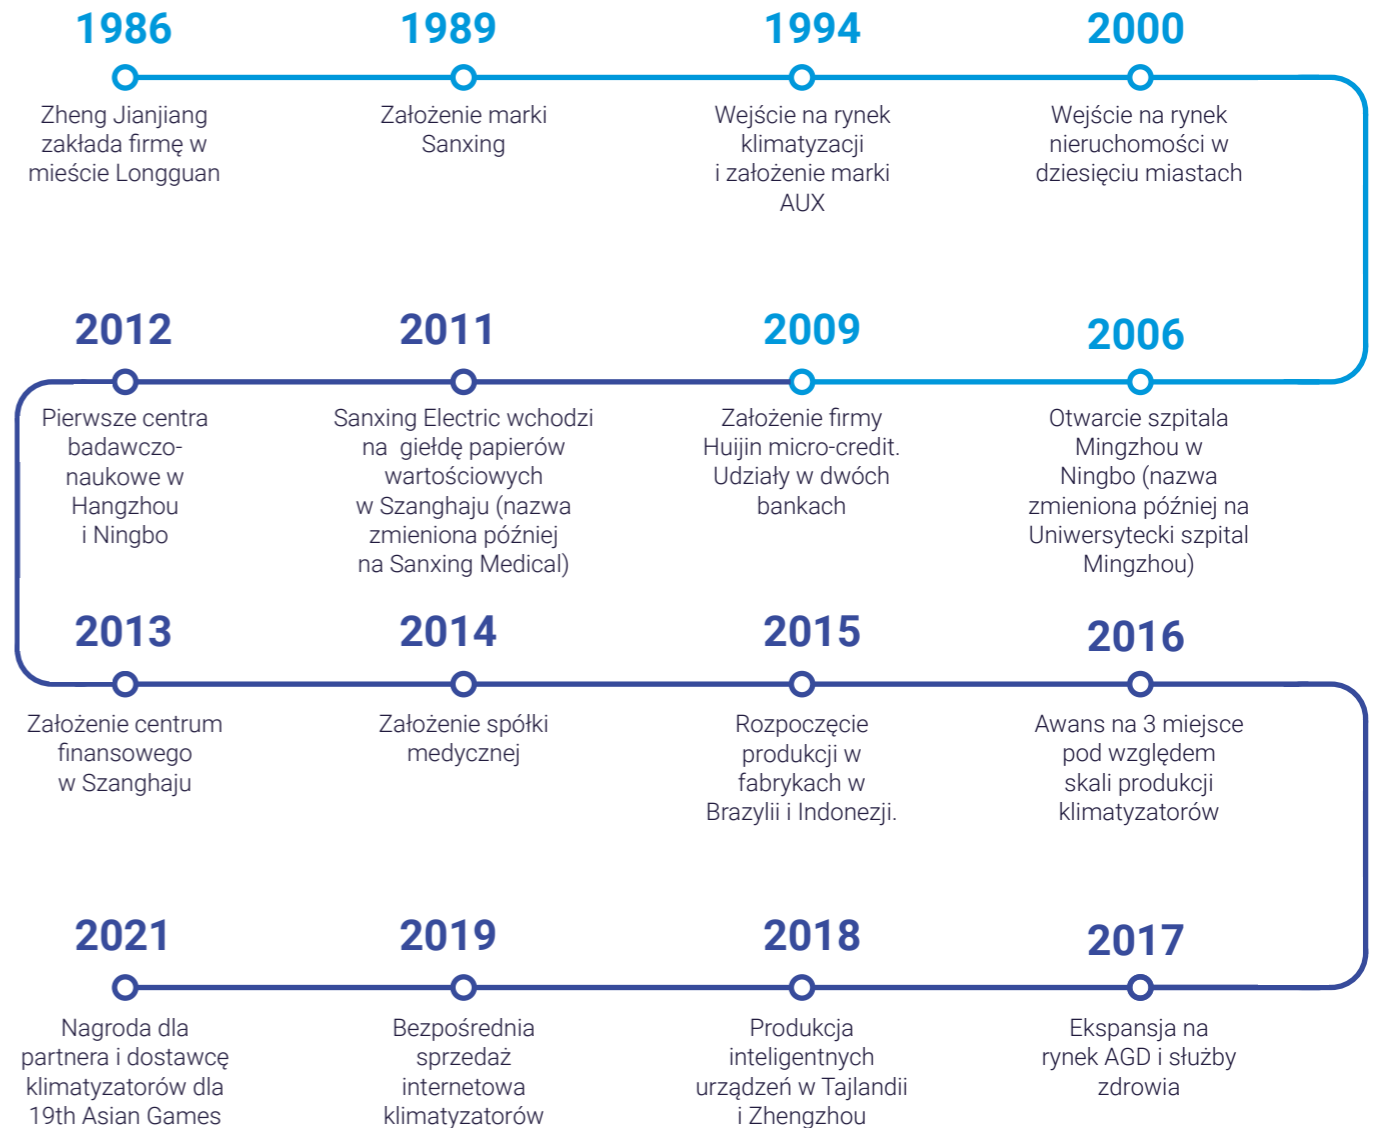 1986
Zheng Jianjiang
zakłada firmę w
mieście Longguan
1989
Założenie marki
Sanxing
1994
Wejście na rynek
klimatyzacji
i założenie marki
AUX
2000
Wejście na rynek
nieruchomości w
dziesięciu miastach
2006
Otwarcie szpitala
Mingzhou w
Ningbo (nazwa
zmieniona później na
Uniwersytecki szpital
Mingzhou)
2009
Założenie firmy
Huijin micro-credit.
Udziały w dwóch
bankach
2011
Sanxing Electric wchodzi
na giełdę papierów
wartościowych
w Szanghaju (nazwa
zmieniona później
na Sanxing Medical)
2012
Pierwsze centra
badawczo-
naukowe w
Hangzhou
i Ningbo
2013
Założenie centrum
finansowego
w Szanghaju
2014
Założenie spółki
medycznej
2015
Rozpoczęcie
produkcji w
fabrykach w
Brazylii i Indonezji.
2016
Awans na 3 miejsce
pod względem
skali produkcji
klimatyzatorów
2017
Ekspansja na
rynek AGD i służby
zdrowia
2018
Produkcja
inteligentnych
urządzeń w Tajlandii
i Zhengzhou
2019
Bezpośrednia
sprzedaż
internetowa
klimatyzatorów
2021
Nagroda dla
partnera i dostawcę
klimatyzatorów dla
19th Asian Games